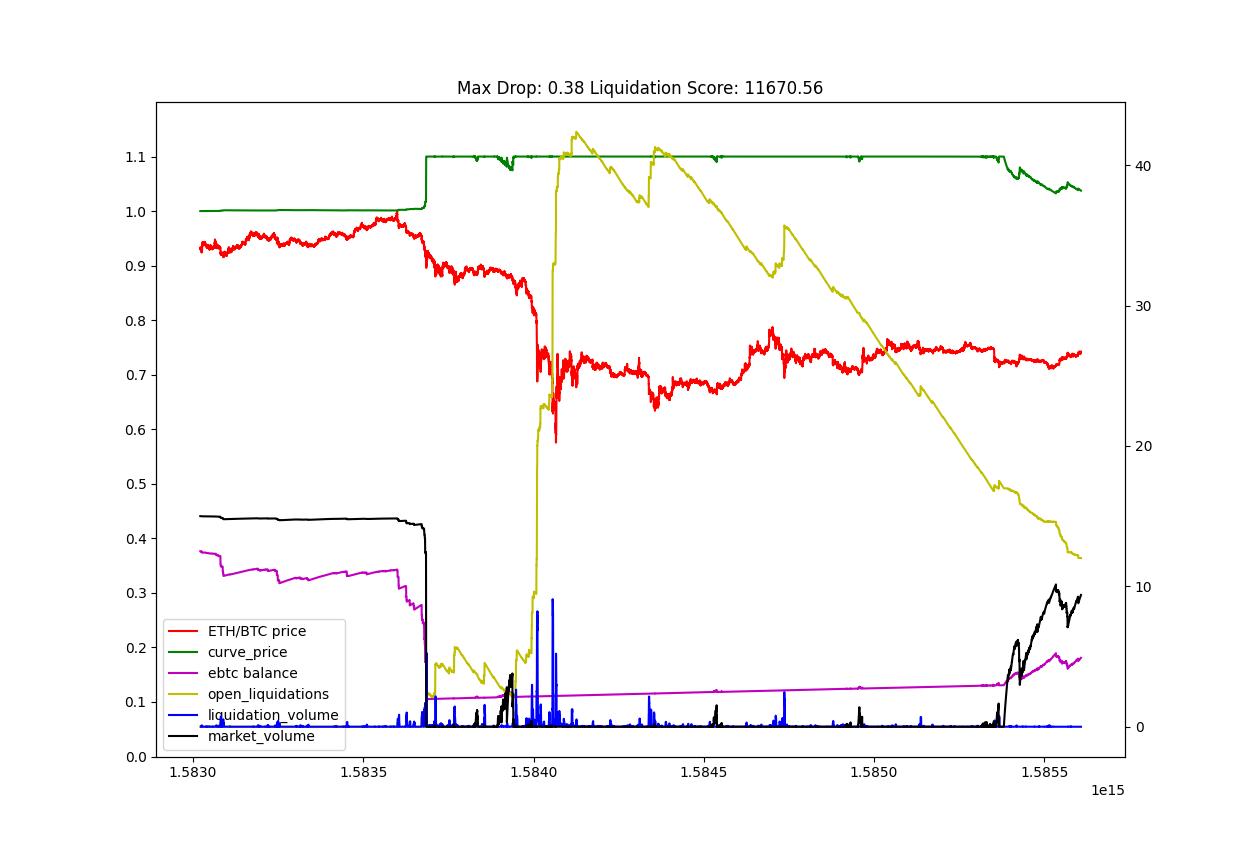 Max Drop: 0.38 Liquidation Score: 11670.56
1.1
1.0
0.9
0.8
0.7
0.6
0.5
0.4
0.3
0.2
0.1
0.0
40
30
20
10
0
ETH/BTC price
curve_price
ebtc balance
open_liquidations
liquidation_volume
market_volume
1.5830 1.5835 1.5840 1.5845 1.5850 1.5855
1e15